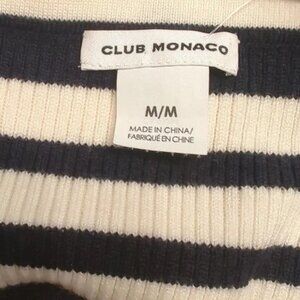 CLUB MONACO
M/M
MADE IN CHINA/
FABRIQUÉ EN CHINE